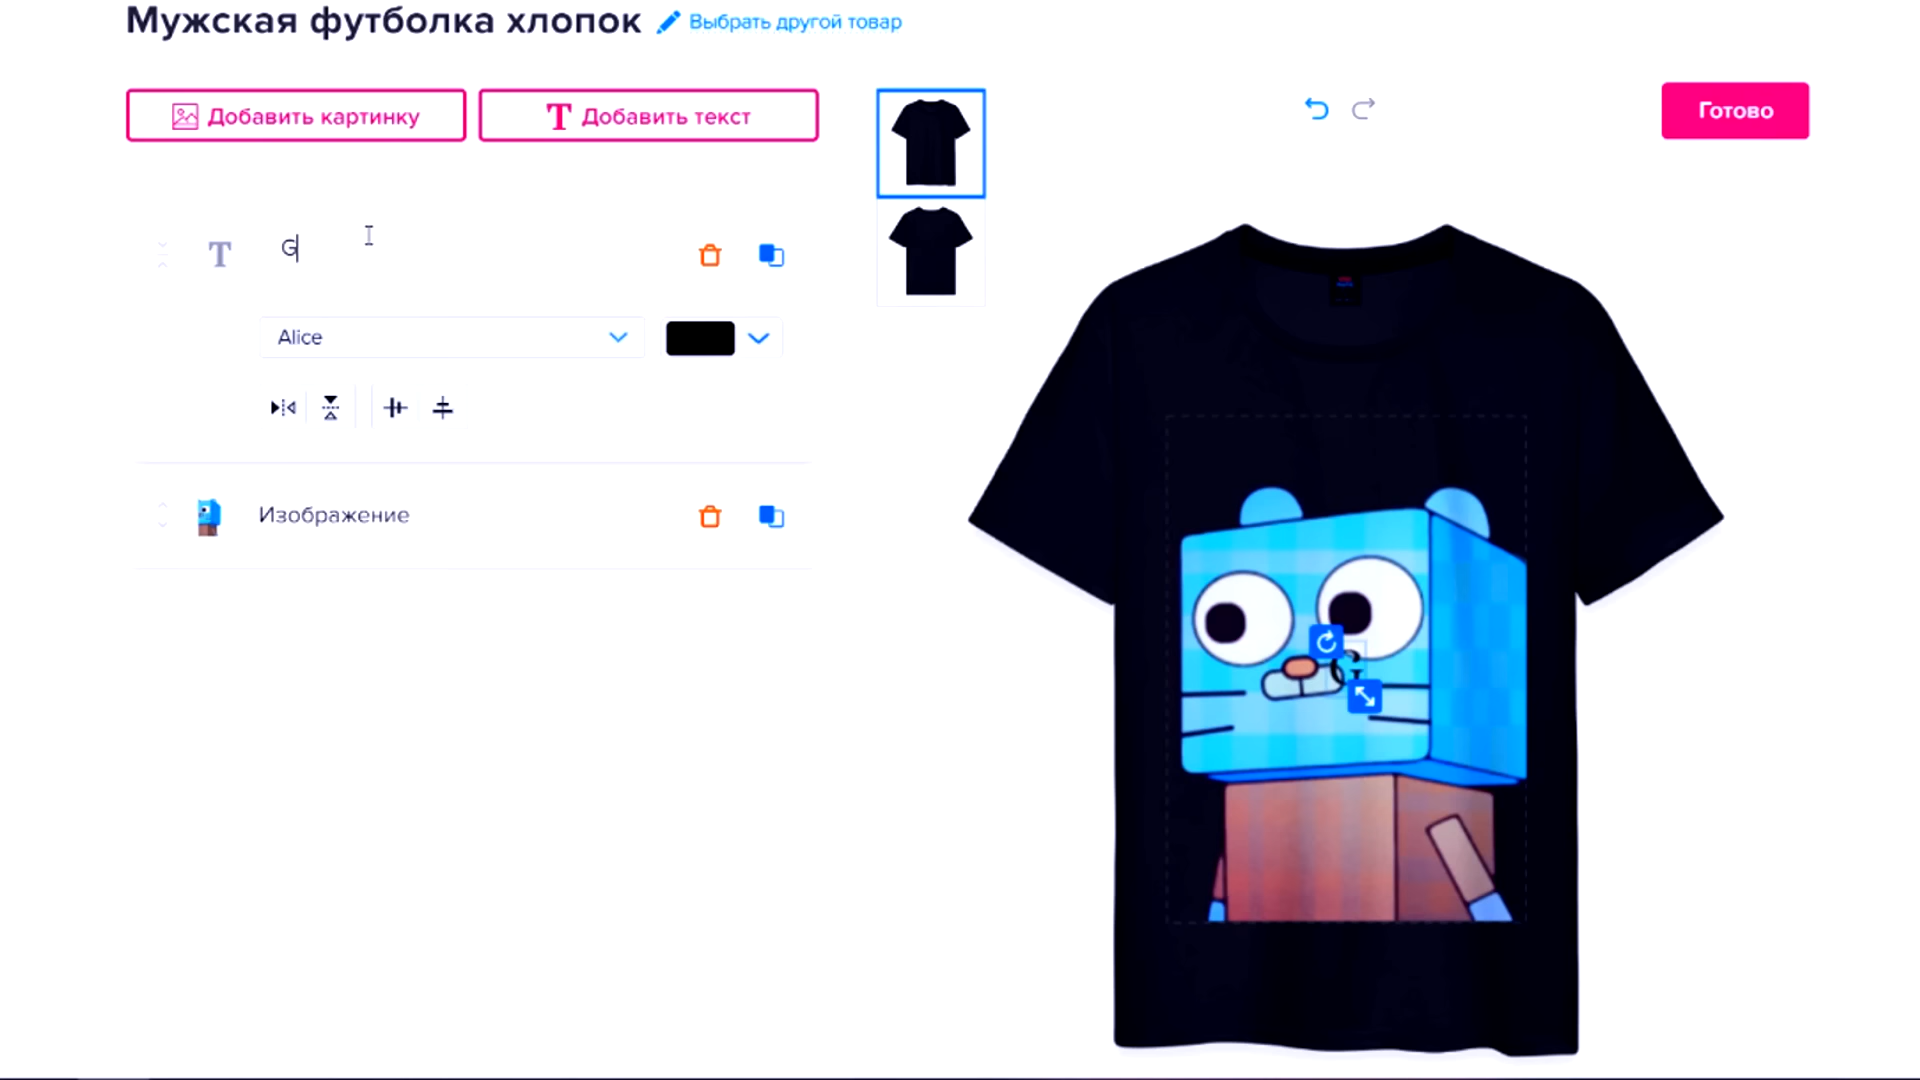 Мужская футболка хлопок
Выбрать другой товар
Добавить картинку
Добавить текст
Готово
G
Alice
Изображение
G